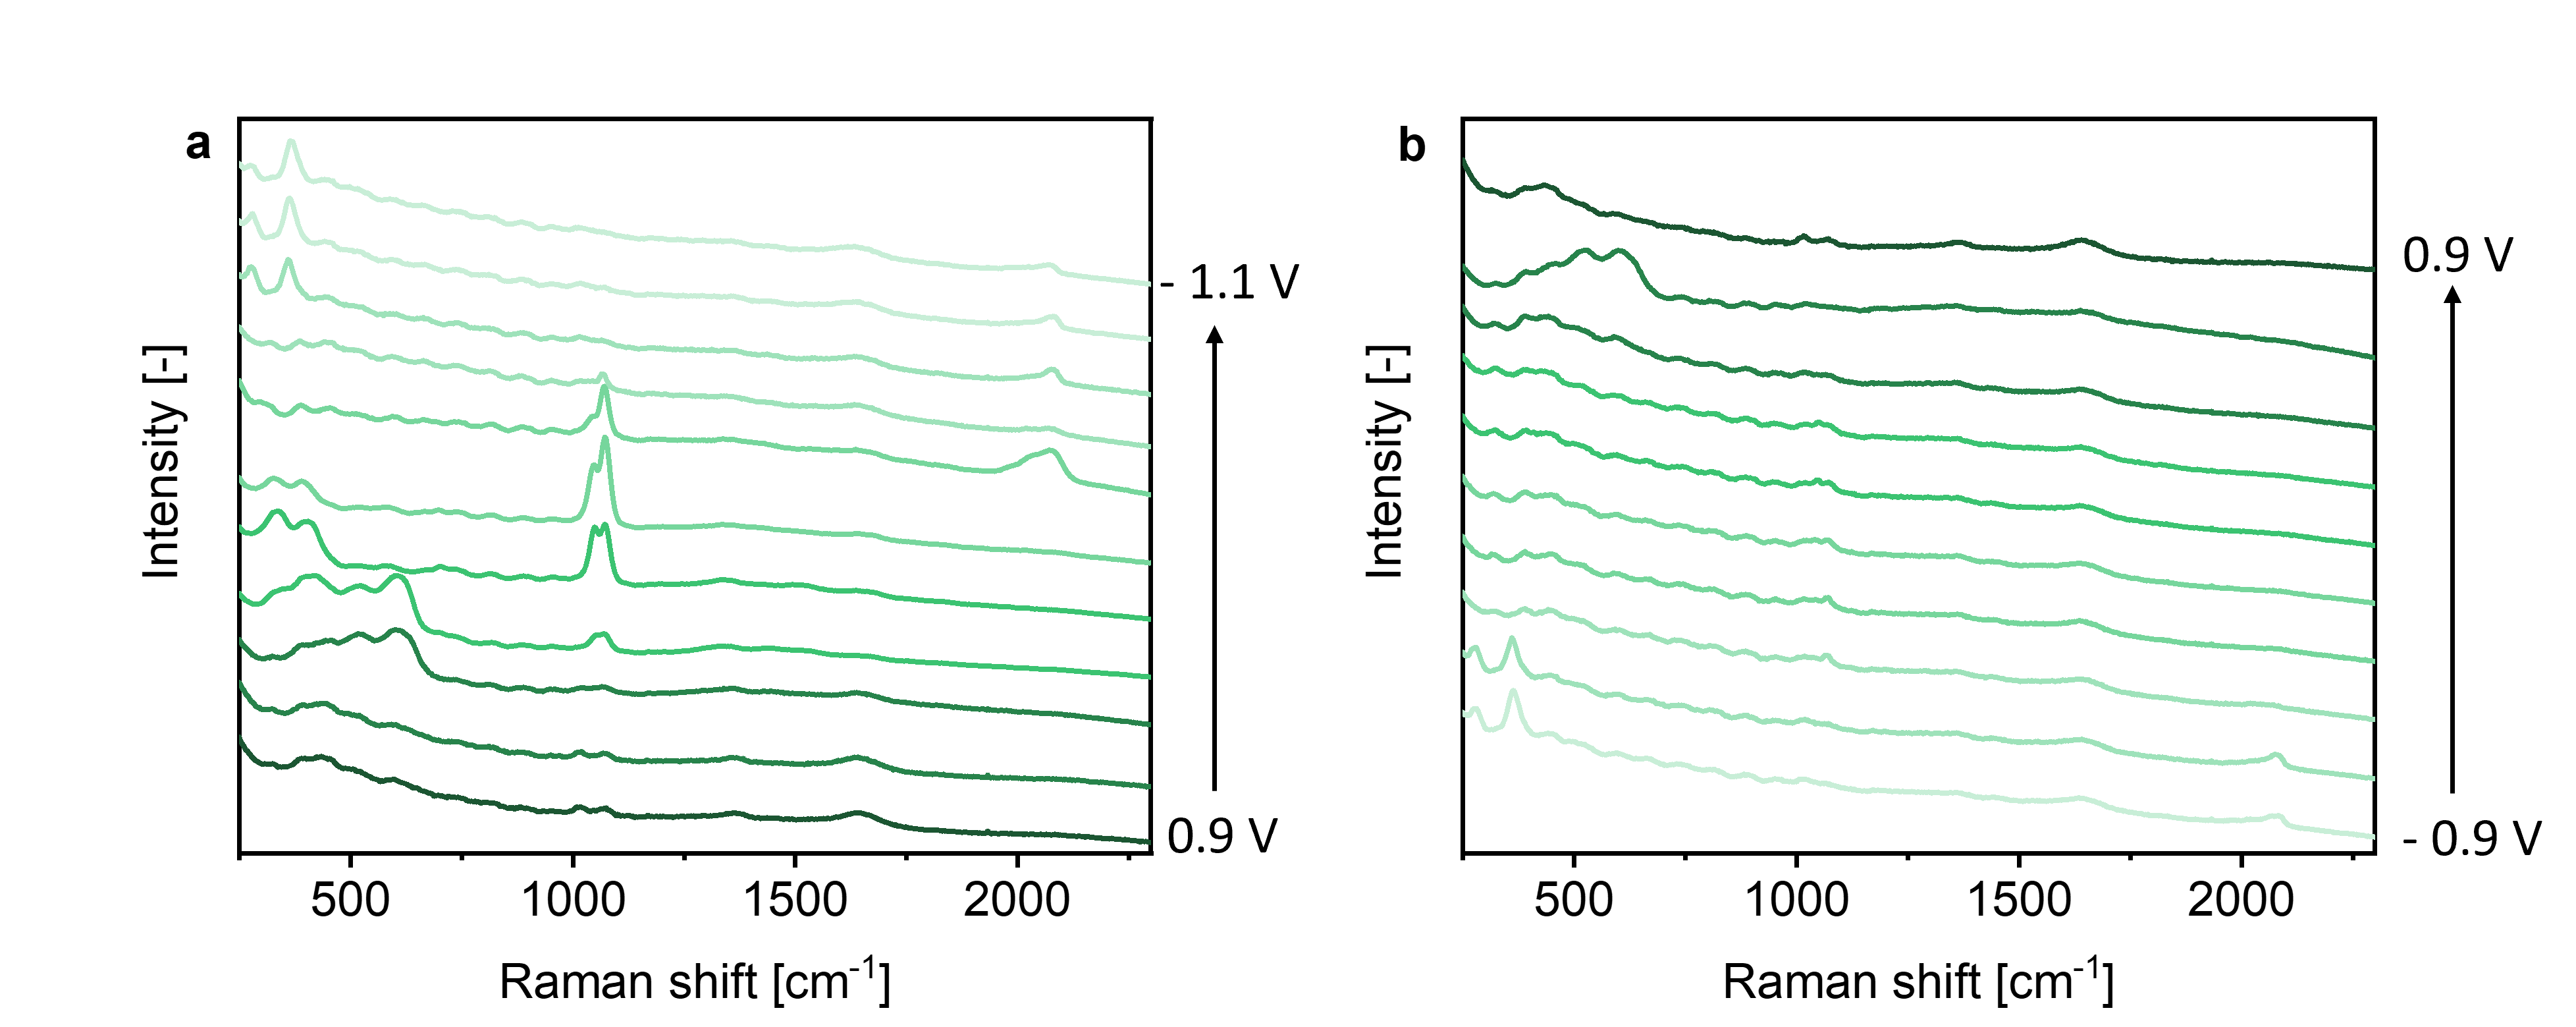 a
Intensity [-]
- 1.1 V
0.9 V
500 1000 1500 2000
Raman shift [cm⁻¹]
b
Intensity [-]
0.9 V
- 0.9 V
500 1000 1500 2000
Raman shift [cm⁻¹]